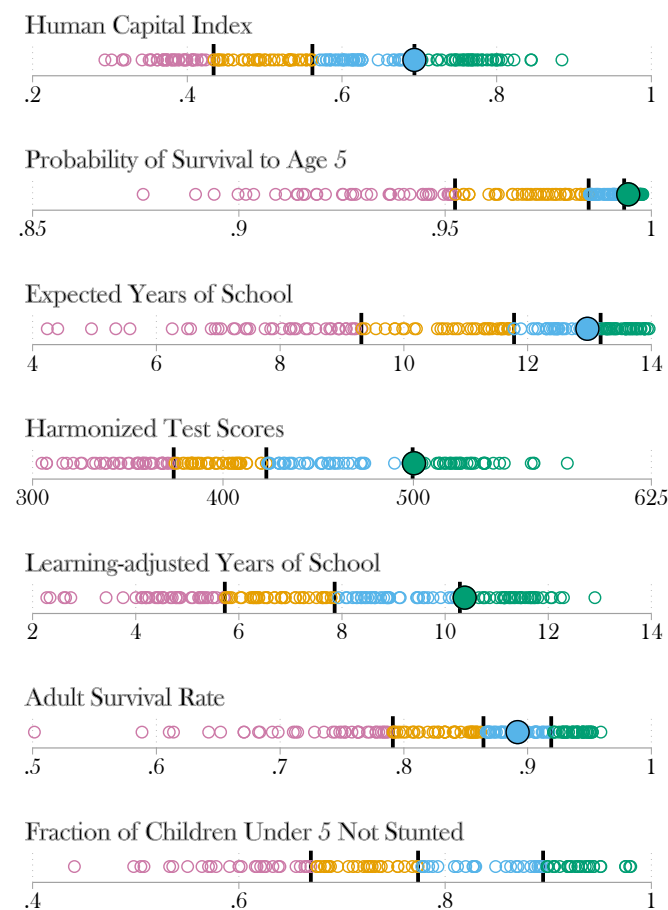 Human Capital Index
.2 .4 .6 .8 1
Probability of Survival to Age 5
.85 .9 .95 1
Expected Years of School
4 6 8 10 12 14
Harmonized Test Scores
300 400 500 625
Learning-adjusted Years of School
2 4 6 8 10 12 14
Adult Survival Rate
.5 .6 .7 .8 .9 1
Fraction of Children Under 5 Not Stunted
.4 .6 .8 1